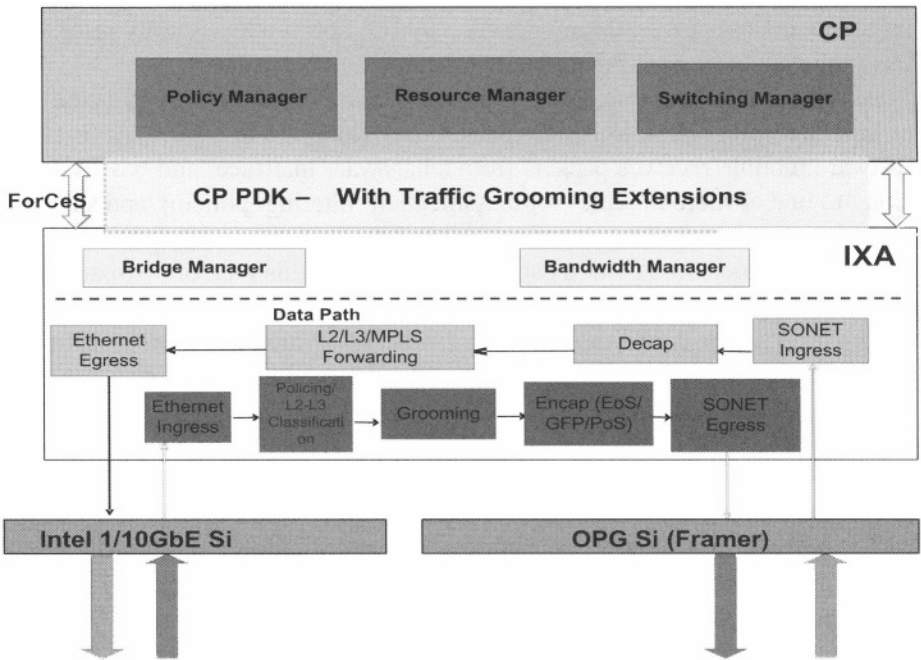 CP
Policy Manager
Resource Manager
Switching Manager
ForCeS
CP PDK – With Traffic Grooming Extensions
IXA
Bridge Manager
Bandwidth Manager
Data Path
Ethernet
Egress
L2/L3/MPLS
Forwarding
Decap
SONET
Ingress
Ethernet
Ingress
Policing/
L2-L3
Classificati
on
Grooming
Encap (EoS/
GFP/PoS)
SONET
Egress
Intel 1/10GbE Si
OPG Si (Framer)